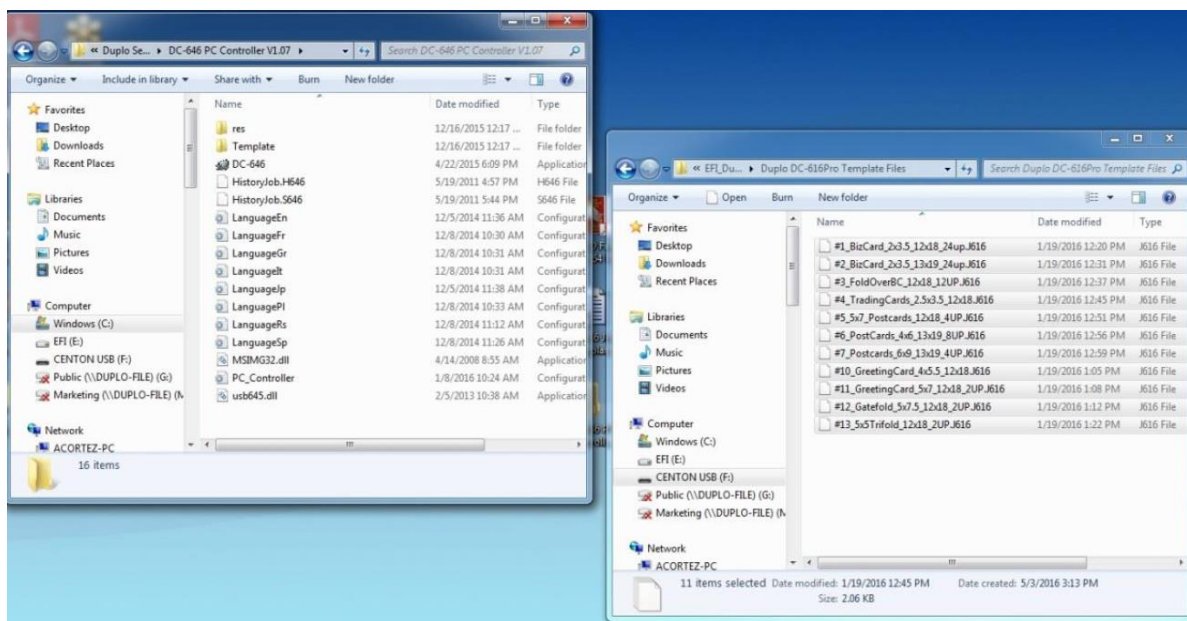 « Duplo Se... ▸ DC-646 PC Controller V1.07 ▸
Search DC-646 PC Controller V1.07
Organize Include in library Share with Burn New folder
Favorites
Desktop
Downloads
Recent Places
Libraries
Documents
Music
Pictures
Videos
Computer
Windows (C:)
EFI (E:)
CENTON USB (F:)
Public (\\DUPLO-FILE) (G:)
Marketing (\\DUPLO-FILE) (M
Network
ACORTEZ-PC
Name Date modified Type
res 12/16/2015 12:17 ... File folder
Template 12/16/2015 12:17 ... File folder
DC-646 4/22/2015 6:09 PM Application
HistoryJob.H646 5/19/2011 4:57 PM H646 File
HistoryJob.S646 5/19/2011 5:44 PM S646 File
LanguageEn 12/5/2014 11:36 AM Configurat
LanguageFr 12/8/2014 10:30 AM Configurat
LanguageGr 12/8/2014 10:31 AM Configurat
LanguageIt 12/8/2014 10:31 AM Configurat
LanguageJp 12/5/2014 11:38 AM Configurat
LanguagePl 12/8/2014 10:33 AM Configurat
LanguageRs 12/8/2014 11:12 AM Configurat
LanguageSp 12/8/2014 11:26 AM Configurat
MSIMG32.dll 4/14/2008 8:55 AM Application
PC_Controller 1/8/2016 10:24 AM Configurat
usb645.dll 2/5/2013 10:38 AM Application
16 items
« EFI_Du... ▸ Duplo DC-616Pro Template Files
Search Duplo DC-616Pro Template Files
Organize Open Burn New folder
Favorites
Desktop
Downloads
Recent Places
Libraries
Documents
Music
Pictures
Videos
Computer
Windows (C:)
EFI (E:)
CENTON USB (F:)
Public (\\DUPLO-FILE) (G:)
Marketing (\\DUPLO-FILE) (M
Network
ACORTEZ-PC
Name Date modified Type
#1_BizCard_2x3.5_12x18_24up.J616 1/19/2016 12:20 PM J616 File
#2_BizCard_2x3.5_13x19_24up.J616 1/19/2016 12:31 PM J616 File
#3_FoldOverBC_12x18_12UP.J616 1/19/2016 12:37 PM J616 File
#4_TradingCards_2.5x3.5_12x18.J616 1/19/2016 12:45 PM J616 File
#5_5x7_Postcards_12x18_4UP.J616 1/19/2016 12:51 PM J616 File
#6_PostCards_4x6_13x19_8UP.J616 1/19/2016 12:56 PM J616 File
#7_Postcards_6x9_13x19_4UP.J616 1/19/2016 12:59 PM J616 File
#10_GreetingCard_4x5.5_12x18.J616 1/19/2016 1:05 PM J616 File
#11_GreetingCard_5x7_12x18_2UP.J616 1/19/2016 1:08 PM J616 File
#12_Gatefold_5x7.5_12x18_2UP.J616 1/19/2016 1:12 PM J616 File
#13_5x5Trifold_12x18_2UP.J616 1/19/2016 1:22 PM J616 File
11 items selected Date modified: 1/19/2016 12:45 PM Date created: 5/3/2016 3:13 PM
Size: 2.06 KB